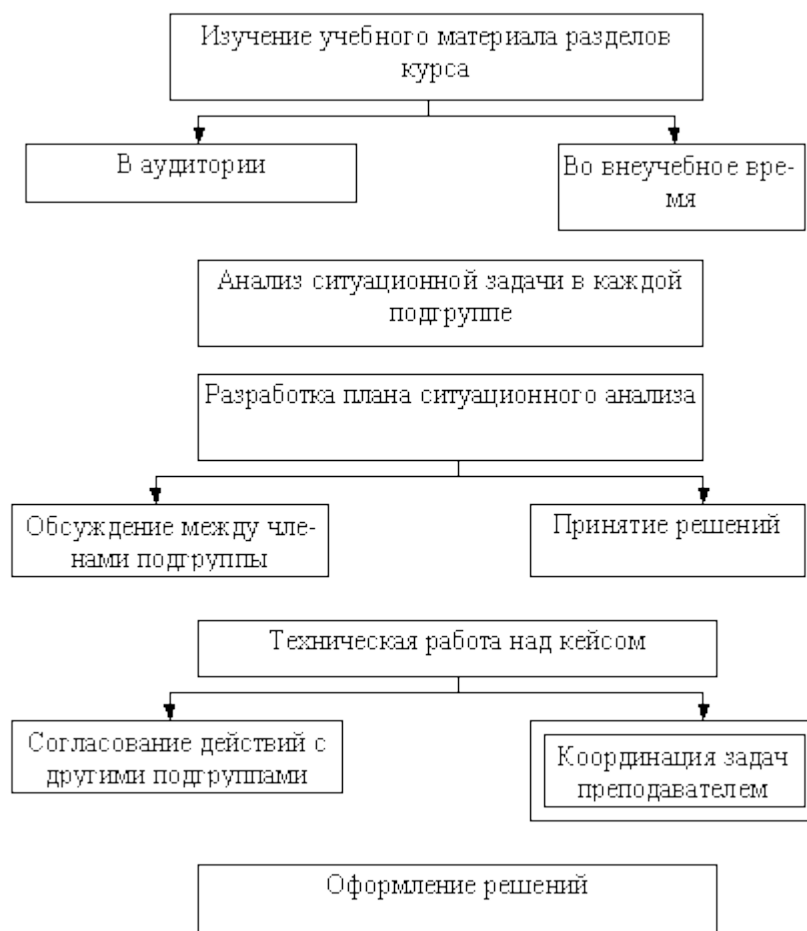 Изучение учебного материала разделов
курса
В аудитории
Во внеучебное вре-
мя
Анализ ситуационной задачи в каждой
подгруппе
Разработка плана ситуационного анализа
Обсуждение между чле-
нами подгруппы
Принятие решений
Техническая работа над кейсом
Согласование действий с
другими подгруппами
Координация задач
преподавателем
Оформление решений